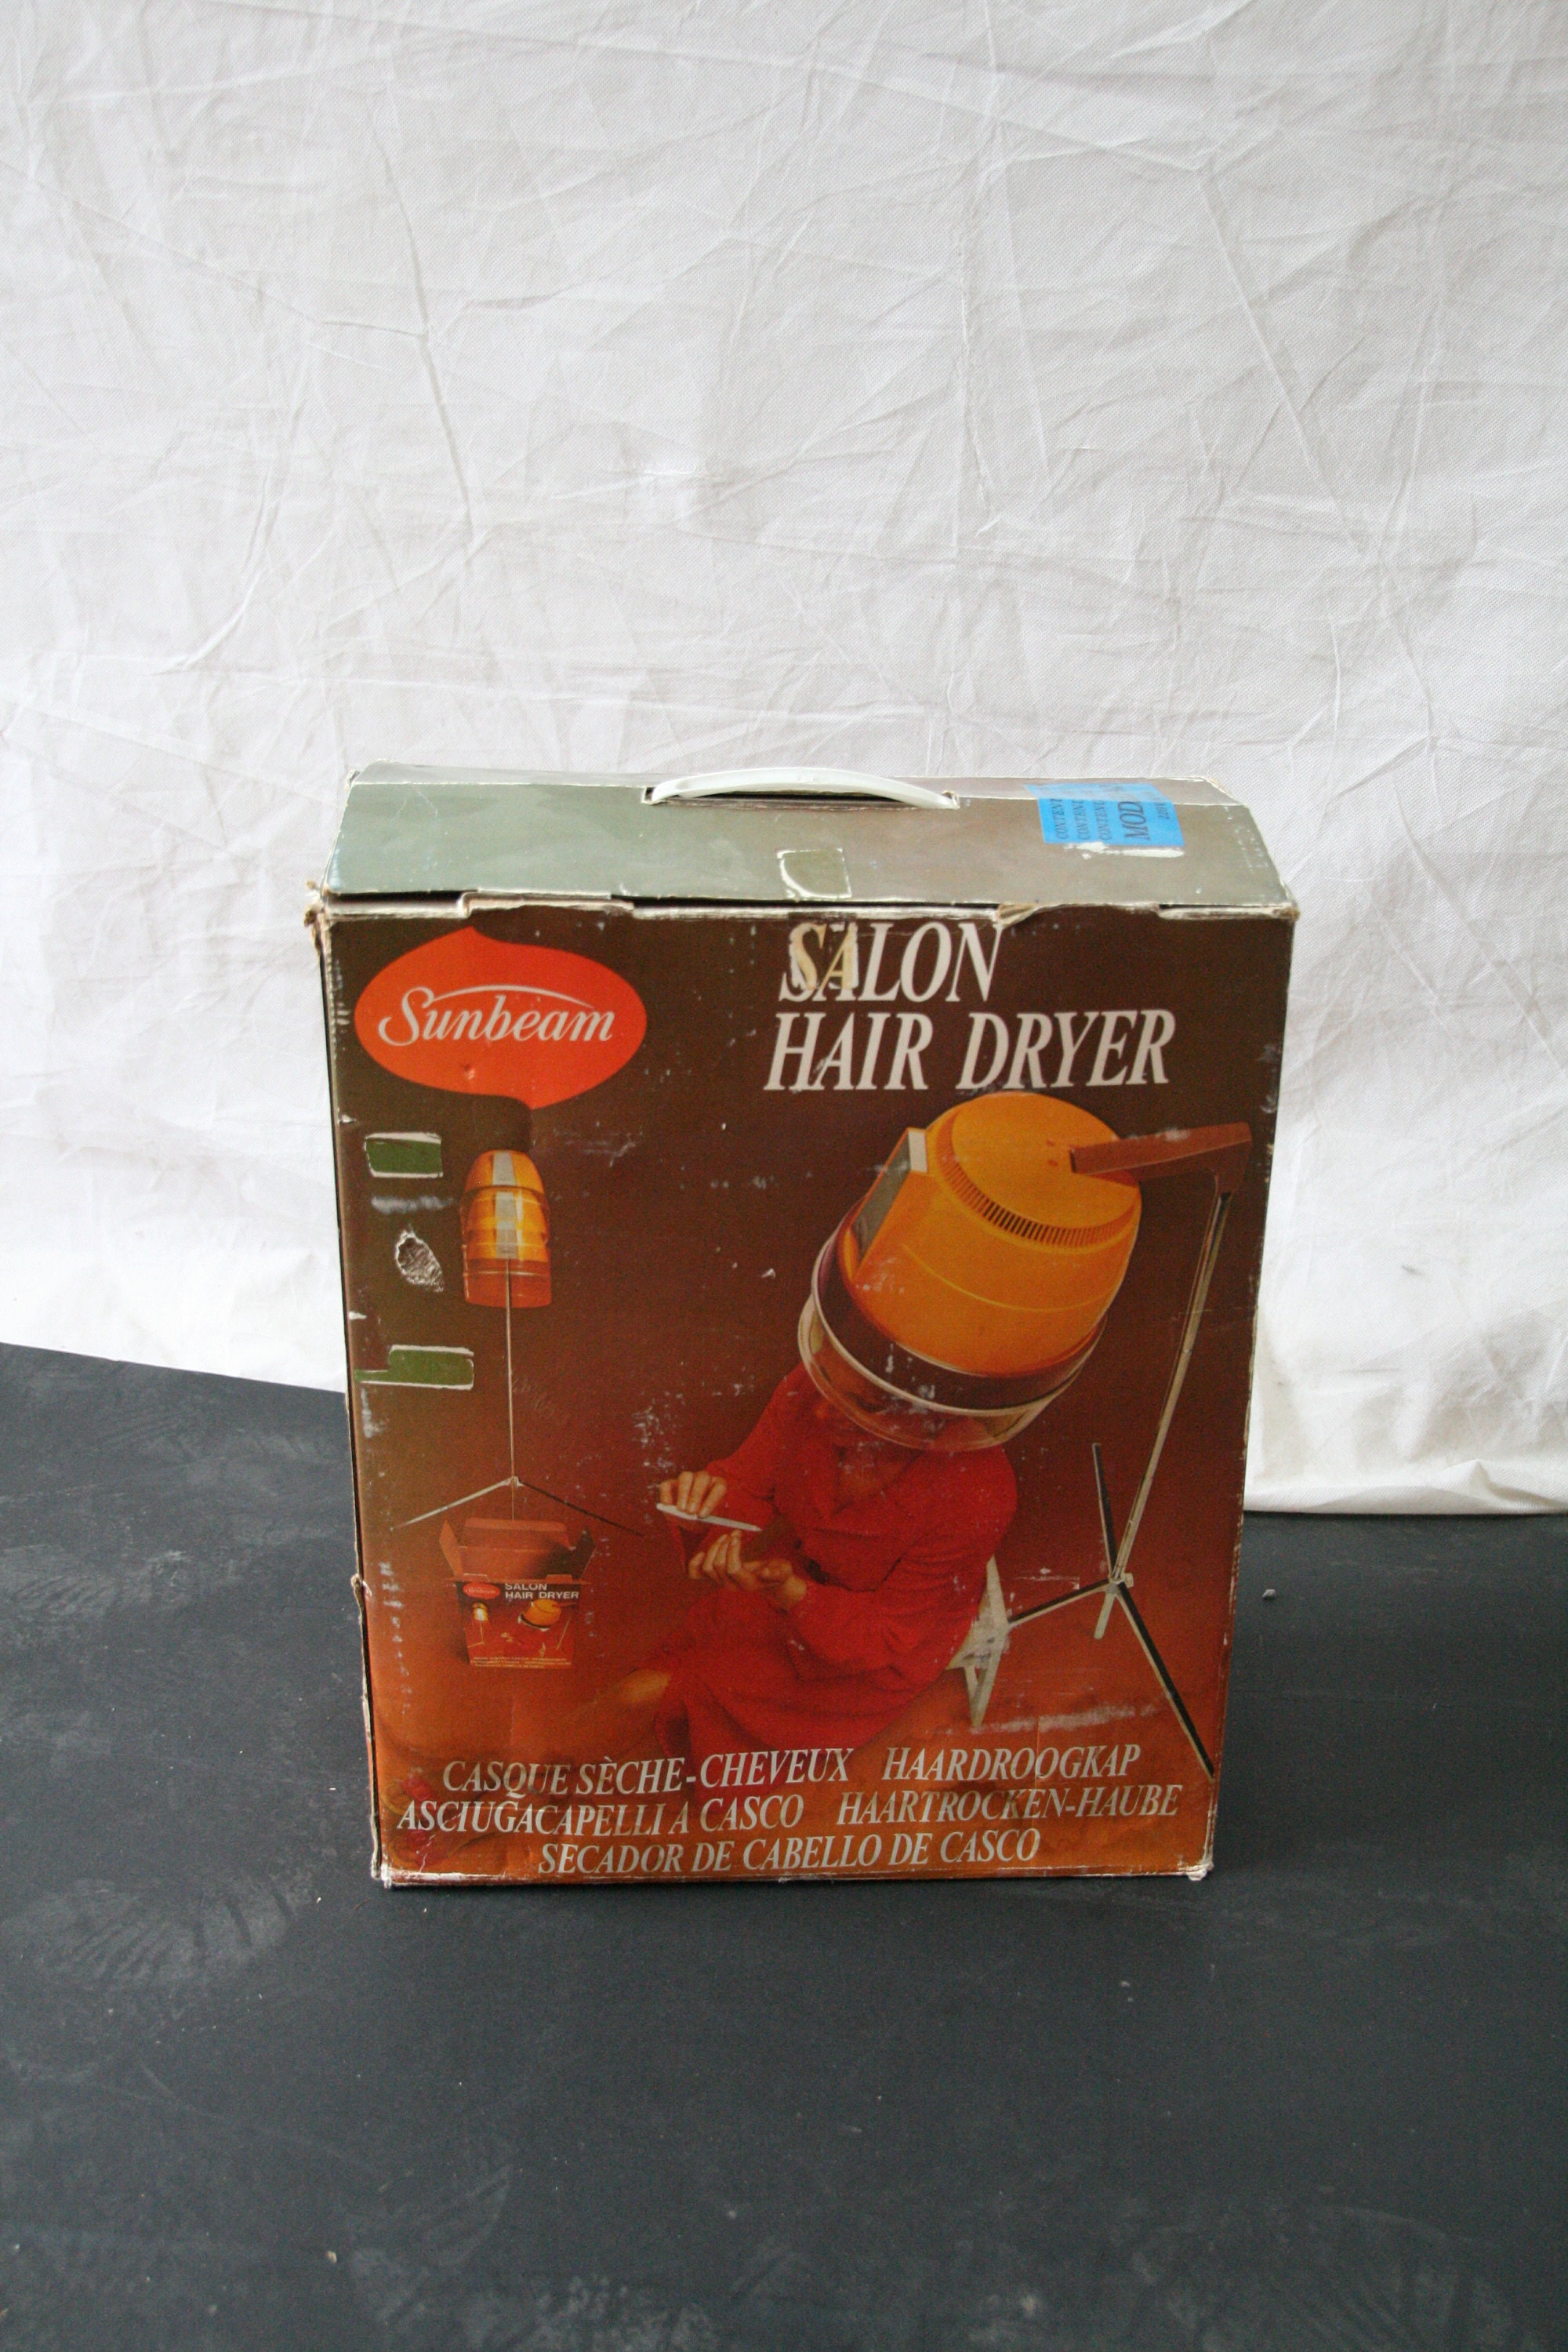 MOD
Sunbeam
SALON
HAIR DRYER
SALON
HAIR DRYER
CASQUE SÈCHE-CHEVEUX HAARDROOGKAP
ASCIUGACAPELLI A CASCO HAARTROCKEN-HAUBE
SECADOR DE CABELLO DE CASCO